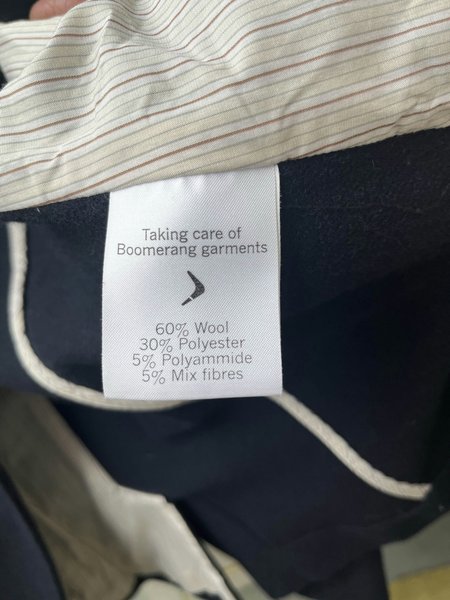 Taking care of
Boomerang garments
60% Wool
30% Polyester
5% Polyammide
5% Mix fibres